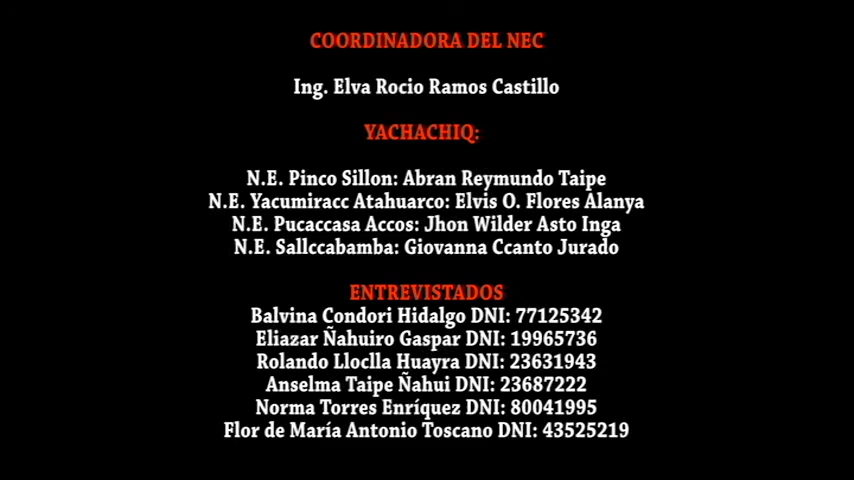 COORDINADORA DEL NEC
Ing. Elva Rocio Ramos Castillo
YACHACHIQ:
N.E. Pinco Sillon: Abran Reymundo Taipe
N.E. Yacumiracc Atahuarco: Elvis O. Flores Alanya
N.E. Pucaccasa Accos: Jhon Wilder Asto Inga
N.E. Sallccabamba: Giovanna Ccanto Jurado
ENTREVISTADOS
Balvina Condori Hidalgo DNI: 77125342
Eliazar Ñahuiro Gaspar DNI: 19965736
Rolando Lloclla Huayra DNI: 23631943
Anselma Taipe Ñahui DNI: 23687222
Norma Torres Enríquez DNI: 80041995
Flor de María Antonio Toscano DNI: 43525219